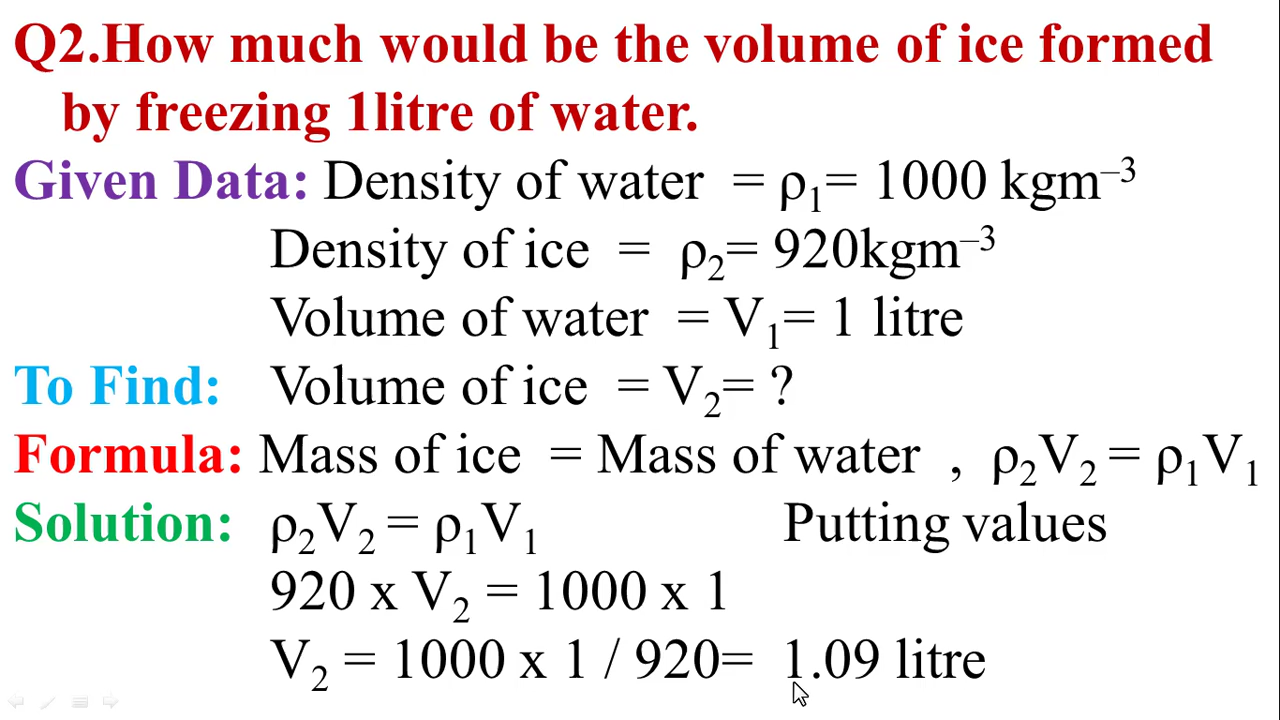 Q2.How much would be the volume of ice formed
by freezing 1litre of water.
Given Data: Density of water = ρ₁= 1000 kgm⁻³
Density of ice = ρ₂= 920kgm⁻³
Volume of water = V₁= 1 litre
To Find: Volume of ice = V₂= ?
Formula: Mass of ice = Mass of water , ρ₂V₂ = ρ₁V₁
Solution: ρ₂V₂ = ρ₁V₁ Putting values
920 x V₂ = 1000 x 1
V₂ = 1000 x 1 / 920= 1.09 litre